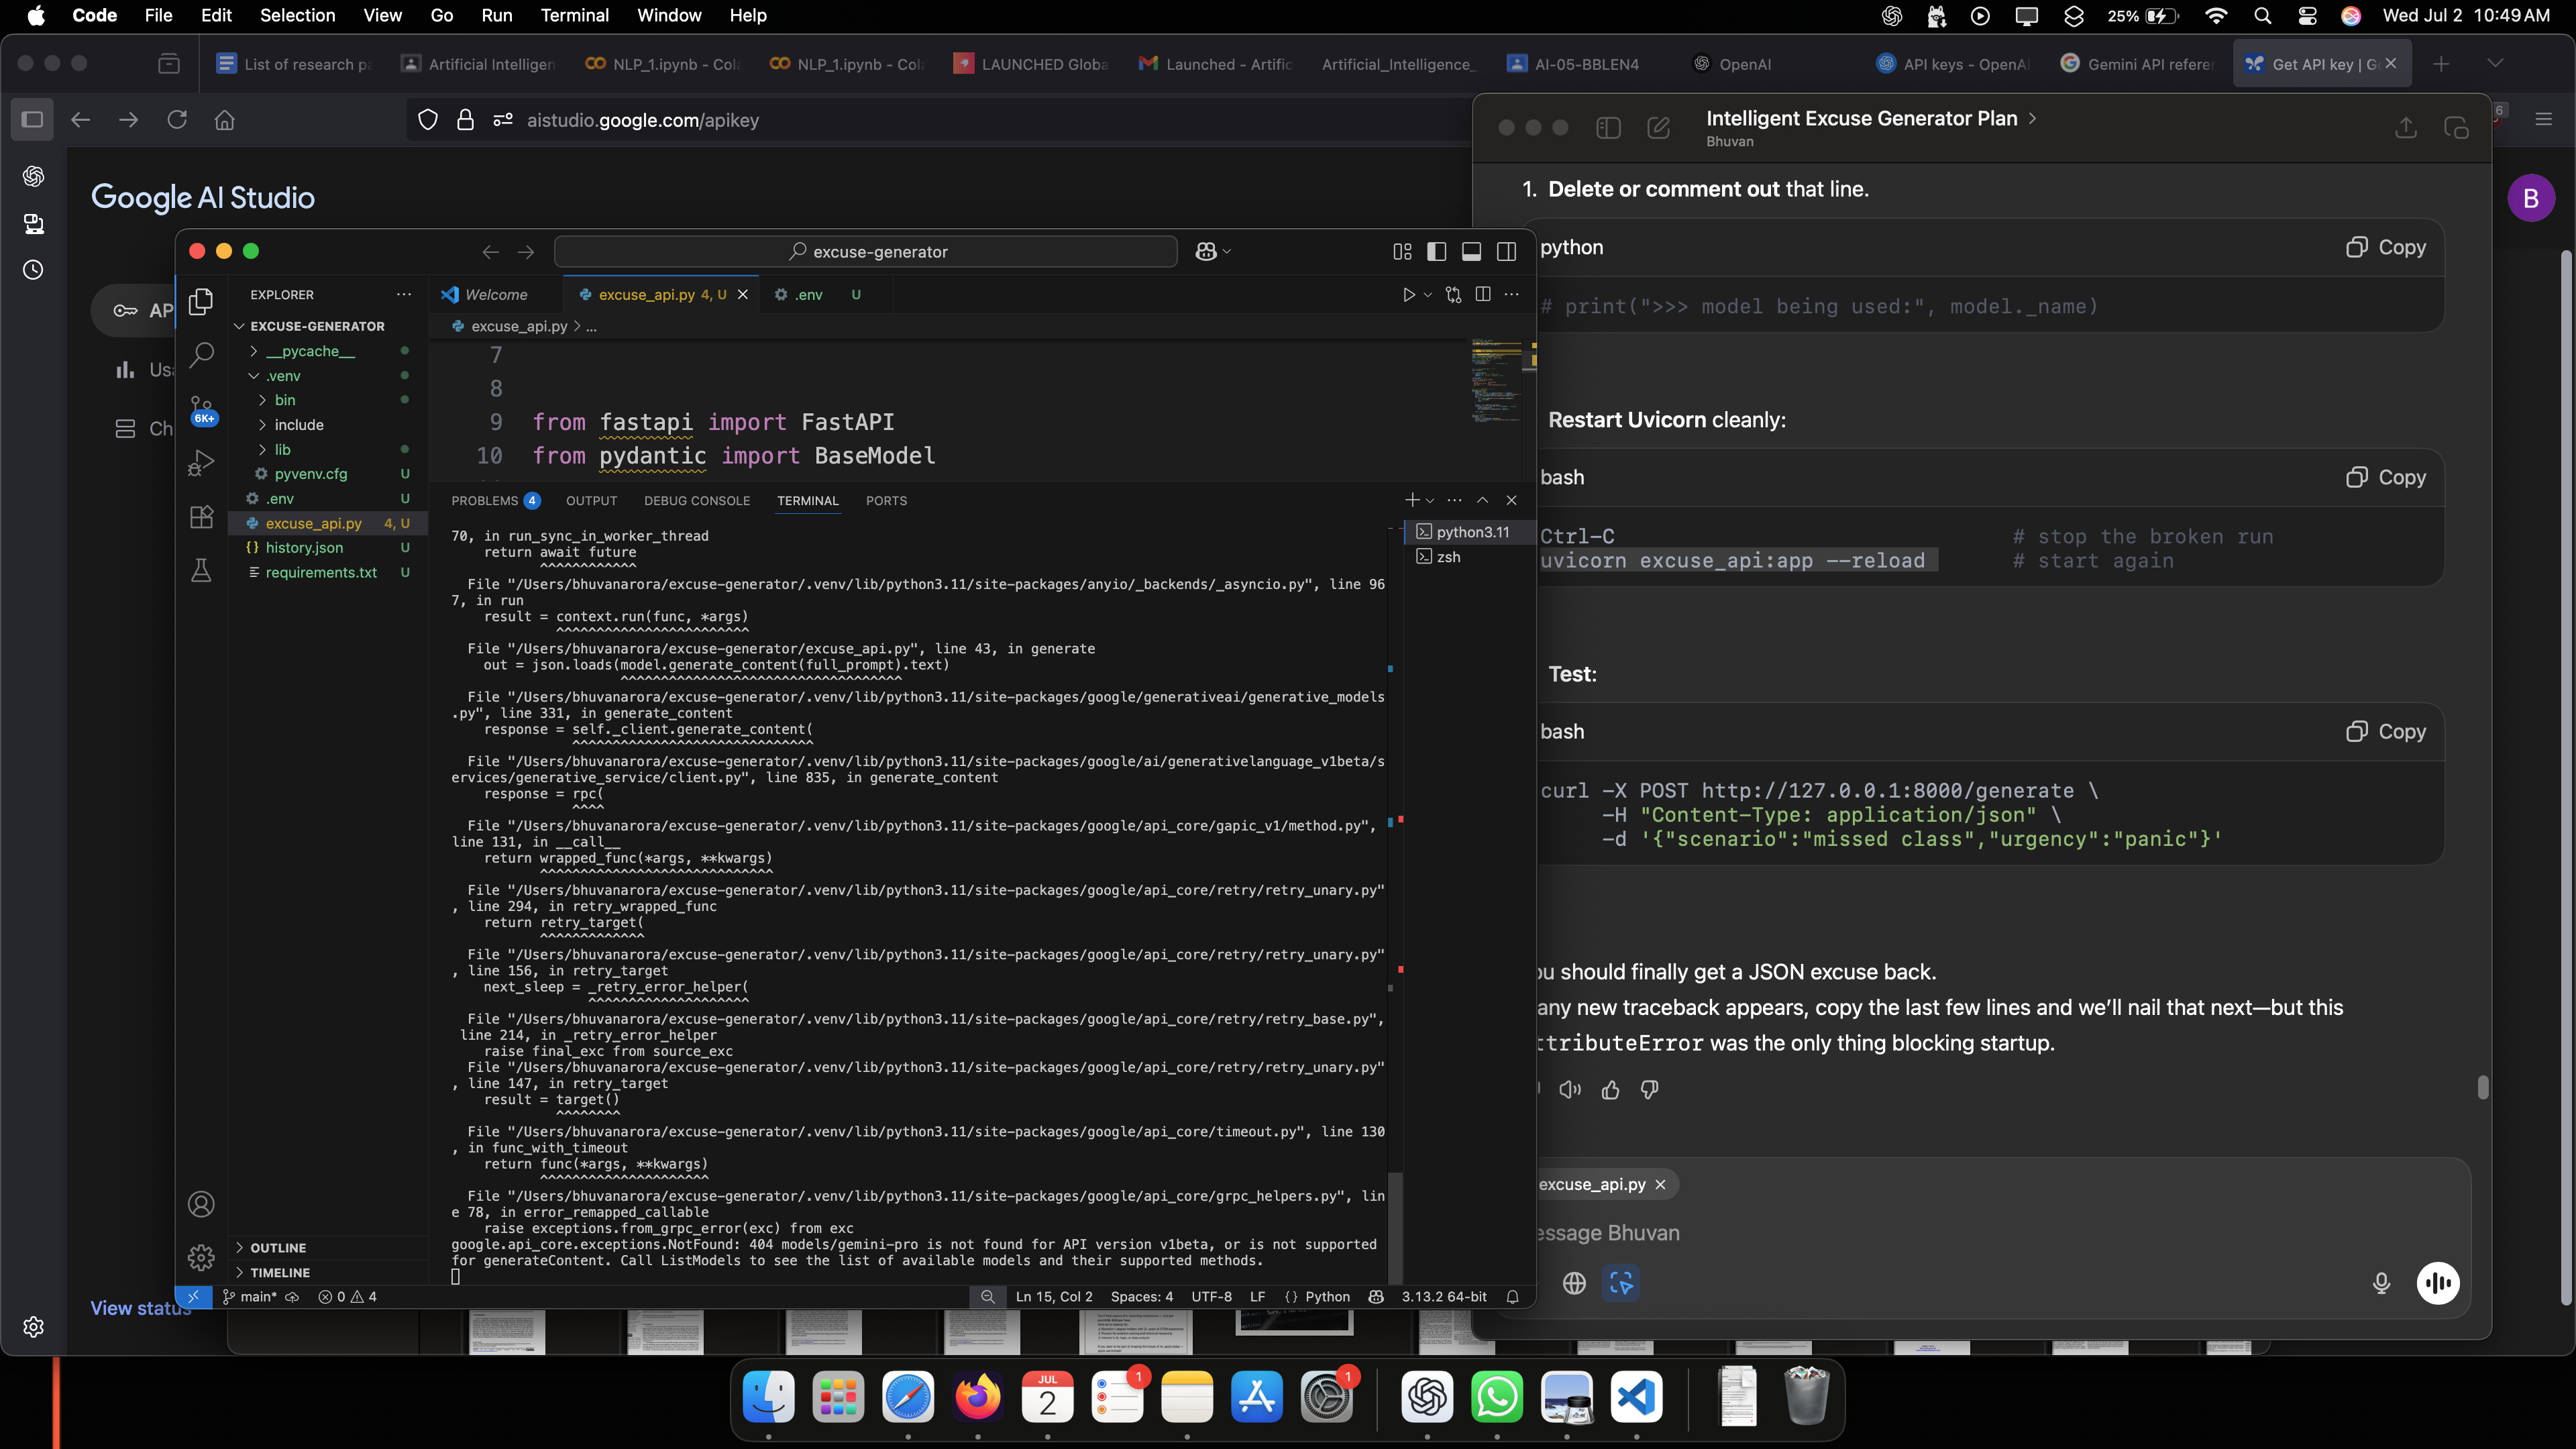 Code File Edit Selection View Go Run Terminal Window Help 25% Wed Jul 2 10:49 AM
List of research pa Artificial Intelligen NLP_1.ipynb - Cola NLP_1.ipynb - Cola LAUNCHED Globa Launched - Artific Artificial_Intelligence_ AI-05-BBLEN4 OpenAI API keys - OpenAI Gemini API referen Get API key | G
aistudio.google.com/apikey
6
Google AI Studio
B
AP
Usa
Ch
View status
excuse-generator
EXPLORER
EXCUSE-GENERATOR
__pycache__
.venv
bin
include
lib
pyvenv.cfg U
.env U
excuse_api.py 4, U
history.json U
requirements.txt U
OUTLINE
TIMELINE
6K+
Welcome excuse_api.py 4, U .env U
excuse_api.py > ...
7
8
9 from fastapi import FastAPI
10 from pydantic import BaseModel
PROBLEMS 4 OUTPUT DEBUG CONSOLE TERMINAL PORTS
python3.11
zsh
70, in run_sync_in_worker_thread
return await future
^^^^^^^^^^^^
File "/Users/bhuvanarora/excuse-generator/.venv/lib/python3.11/site-packages/anyio/_backends/_asyncio.py", line 96
7, in run
result = context.run(func, *args)
^^^^^^^^^^^^^^^^^^^^^^^^
File "/Users/bhuvanarora/excuse-generator/excuse_api.py", line 43, in generate
out = json.loads(model.generate_content(full_prompt).text)
^^^^^^^^^^^^^^^^^^^^^^^^^^^^^^^^^^^
File "/Users/bhuvanarora/excuse-generator/.venv/lib/python3.11/site-packages/google/generativeai/generative_models
.py", line 331, in generate_content
response = self._client.generate_content(
^^^^^^^^^^^^^^^^^^^^^^^^^^^^^^
File "/Users/bhuvanarora/excuse-generator/.venv/lib/python3.11/site-packages/google/ai/generativelanguage_v1beta/s
ervices/generative_service/client.py", line 835, in generate_content
response = rpc(
^^^^
File "/Users/bhuvanarora/excuse-generator/.venv/lib/python3.11/site-packages/google/api_core/gapic_v1/method.py",
line 131, in __call__
return wrapped_func(*args, **kwargs)
^^^^^^^^^^^^^^^^^^^^^^^^^^^^^
File "/Users/bhuvanarora/excuse-generator/.venv/lib/python3.11/site-packages/google/api_core/retry/retry_unary.py"
, line 294, in retry_wrapped_func
return retry_target(
^^^^^^^^^^^^^
File "/Users/bhuvanarora/excuse-generator/.venv/lib/python3.11/site-packages/google/api_core/retry/retry_unary.py"
, line 156, in retry_target
next_sleep = _retry_error_helper(
^^^^^^^^^^^^^^^^^^^^
File "/Users/bhuvanarora/excuse-generator/.venv/lib/python3.11/site-packages/google/api_core/retry/retry_base.py",
line 214, in _retry_error_helper
raise final_exc from source_exc
File "/Users/bhuvanarora/excuse-generator/.venv/lib/python3.11/site-packages/google/api_core/retry/retry_unary.py"
, line 147, in retry_target
result = target()
^^^^^^^^
File "/Users/bhuvanarora/excuse-generator/.venv/lib/python3.11/site-packages/google/api_core/timeout.py", line 130
, in func_with_timeout
return func(*args, **kwargs)
^^^^^^^^^^^^^^^^^^^^^
File "/Users/bhuvanarora/excuse-generator/.venv/lib/python3.11/site-packages/google/api_core/grpc_helpers.py", lin
e 78, in error_remapped_callable
raise exceptions.from_grpc_error(exc) from exc
google.api_core.exceptions.NotFound: 404 models/gemini-pro is not found for API version v1beta, or is not supported
for generateContent. Call ListModels to see the list of available models and their supported methods.
main* 0 4 Ln 15, Col 2 Spaces: 4 UTF-8 LF {} Python 3.13.2 64-bit
Intelligent Excuse Generator Plan >
Bhuvan
1. Delete or comment out that line.
python Copy
# print(">>> model being used:", model._name)
Restart Uvicorn cleanly:
bash Copy
Ctrl-C # stop the broken run
uvicorn excuse_api:app --reload # start again
Test:
bash Copy
curl -X POST http://127.0.0.1:8000/generate \
-H "Content-Type: application/json" \
-d '{"scenario":"missed class","urgency":"panic"}'
ou should finally get a JSON excuse back.
any new traceback appears, copy the last few lines and we'll nail that next—but this
ttributeError was the only thing blocking startup.
excuse_api.py
essage Bhuvan
JUL
2
1
1